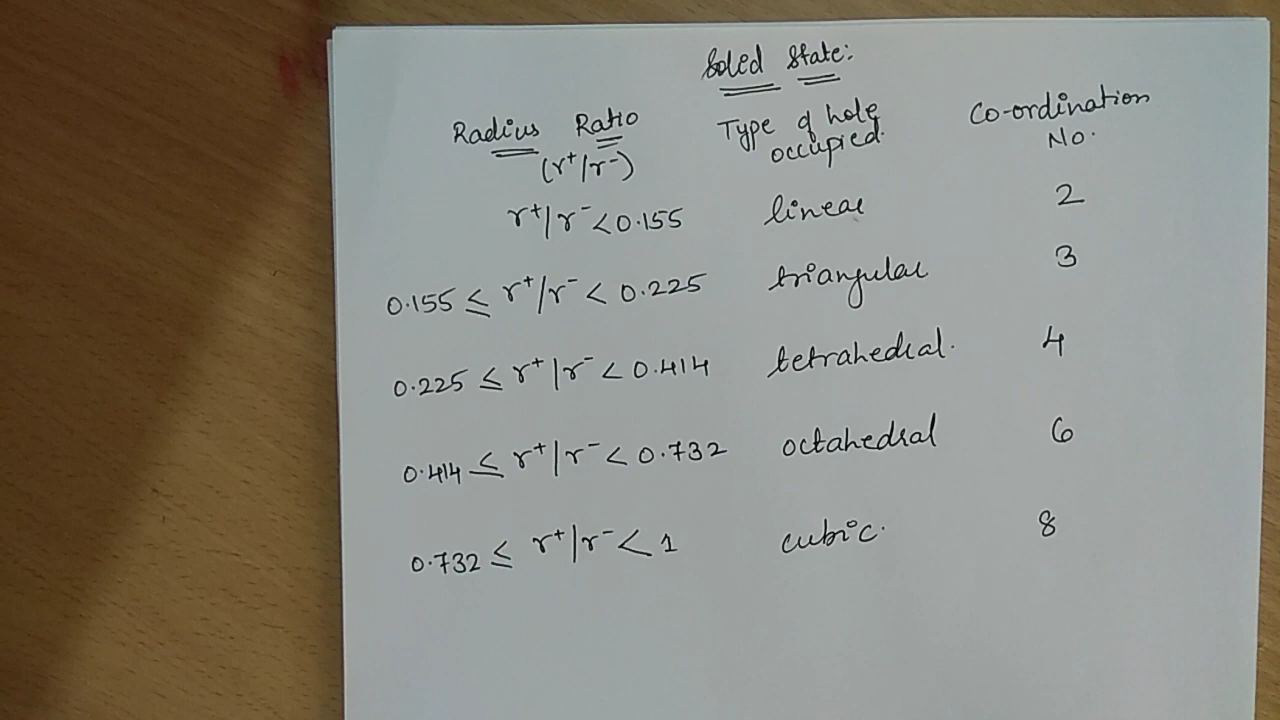 Solid State:
Radius Ratio Type of hole Co-ordination
(r⁺/r⁻) occupied. No.
r⁺/r⁻ < 0.155 linear 2
0.155 ≤ r⁺/r⁻ < 0.225 triangular 3
0.225 ≤ r⁺/r⁻ < 0.414 tetrahedral. 4
0.414 ≤ r⁺/r⁻ < 0.732 octahedral 6
0.732 ≤ r⁺/r⁻ < 1 cubic. 8